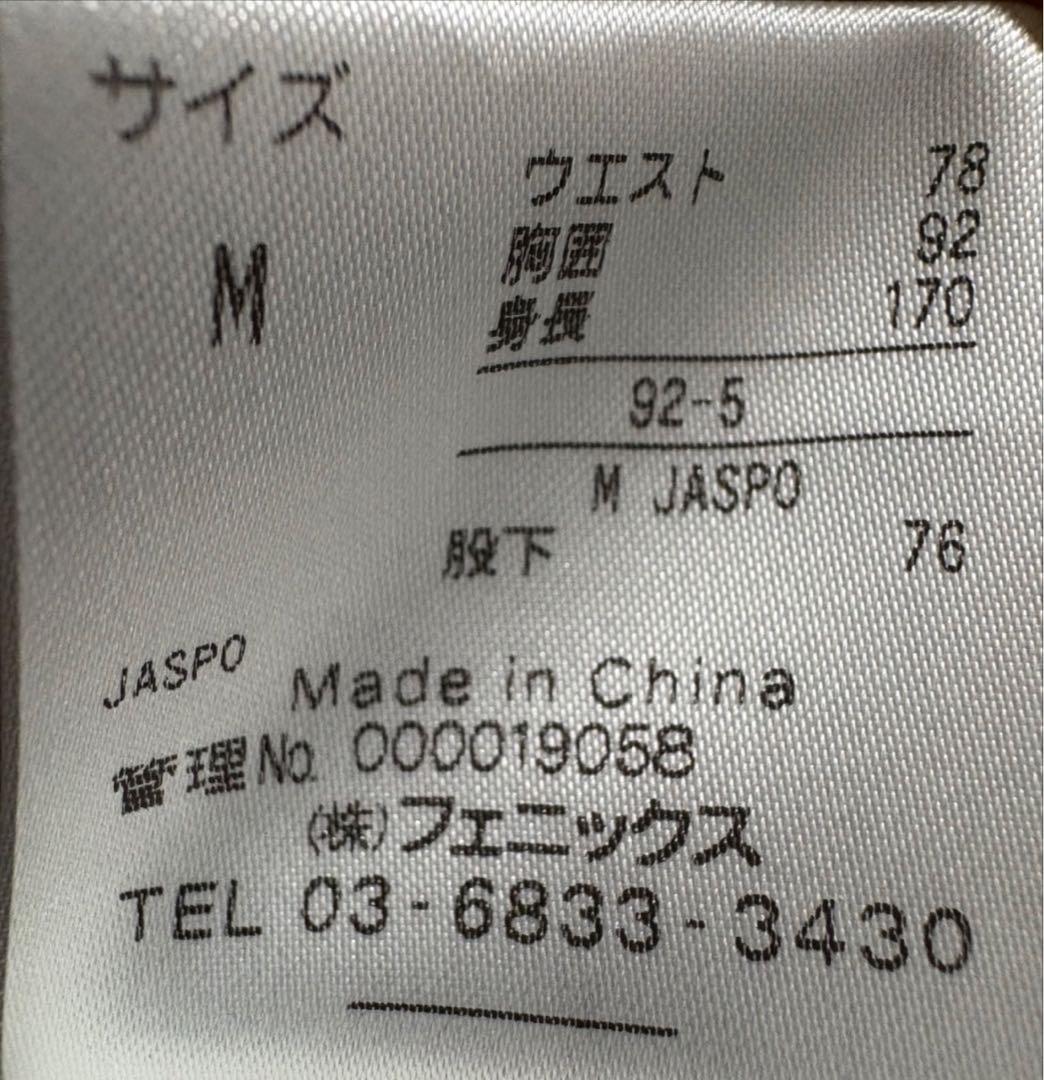 サイズ
M
ウエスト 78
胸囲 92
身長 170
92-5
M JASPO
股下 76
JASPO Made in China
管理No. 000019058
(株)フェニックス
TEL 03-6833-3430